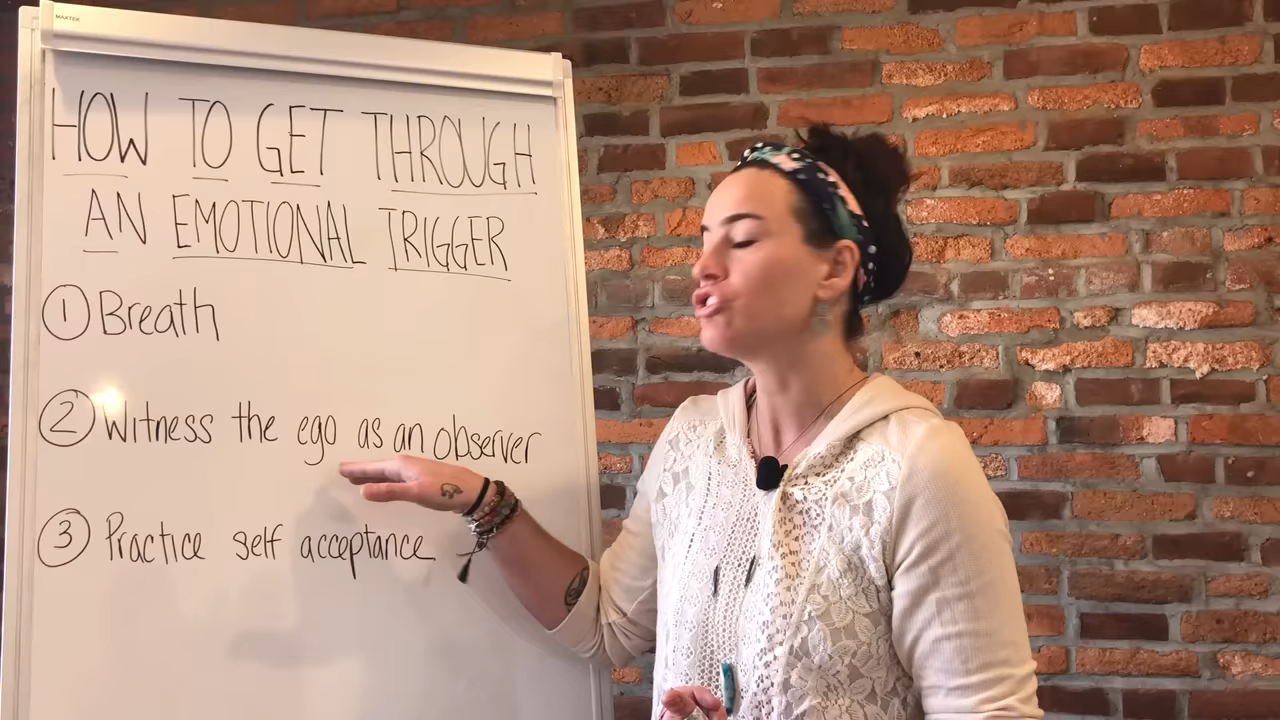 MAXTEK
HOW TO GET THROUGH
AN EMOTIONAL TRIGGER
1 Breath
2 Witness the ego as an observer
3 Practice self acceptance